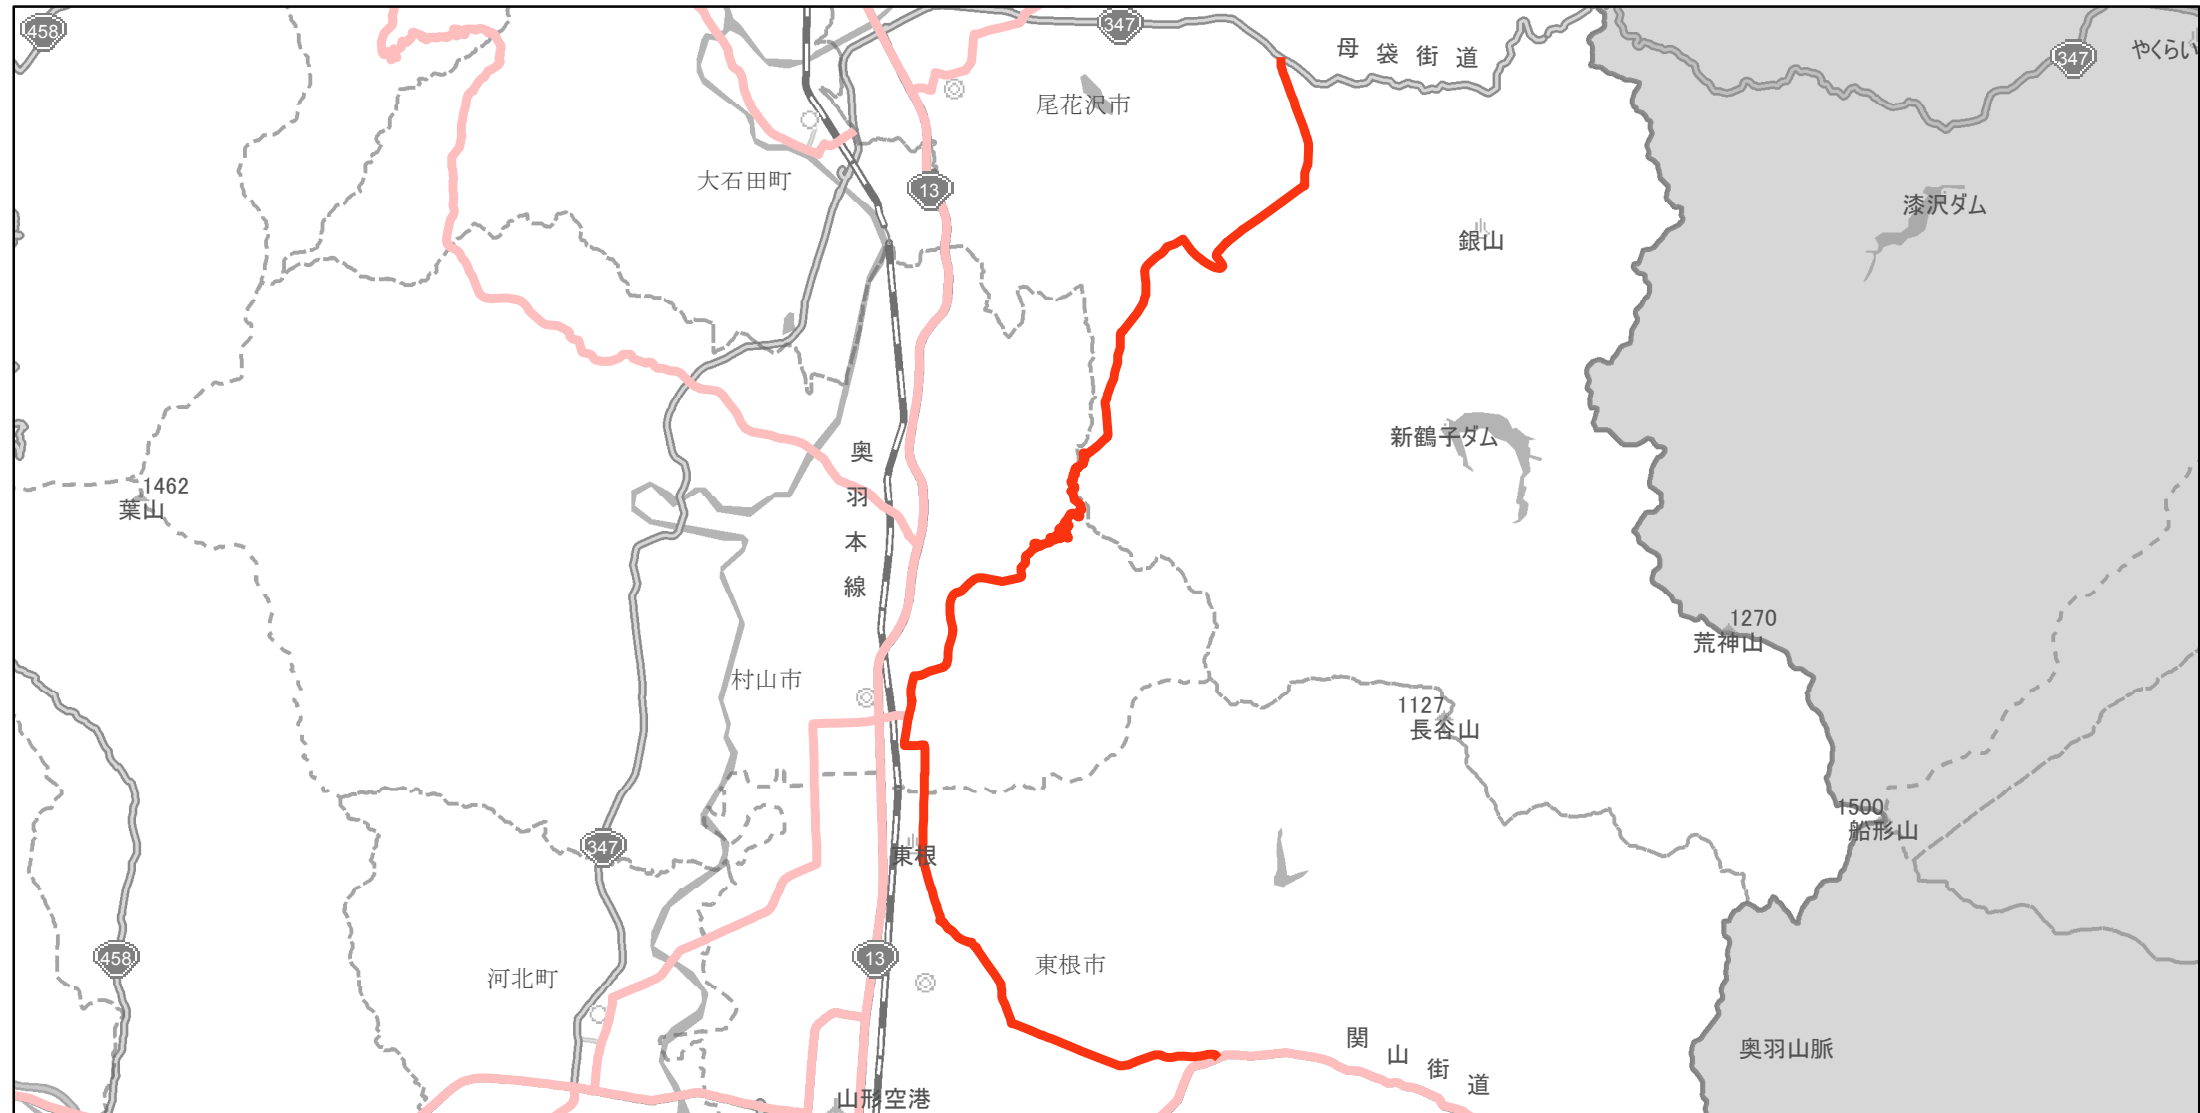 458
347
母袋街道
347
やくらい
尾花沢市
大石田町
13
漆沢ダム
銀山
新鶴子ダム
奥羽本線
1462
葉山
1270
荒神山
村山市
1127
長谷山
1500
船形山
347
東根
458
13
河北町
東根市
関山街道
奥羽山脈
山形空港